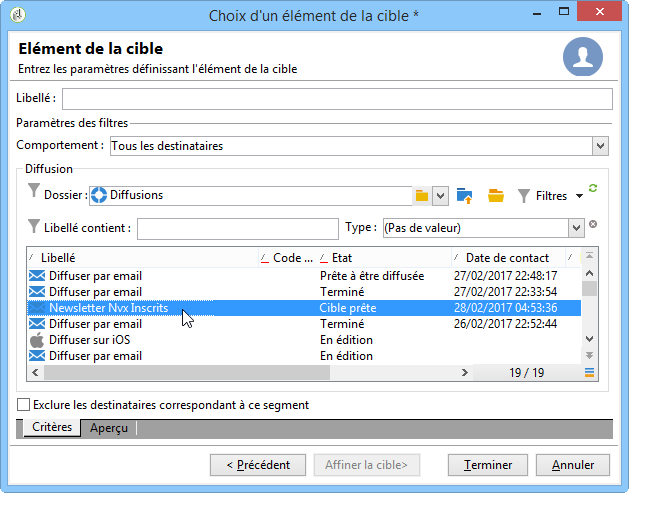 Choix d'un élément de la cible *
Elément de la cible
Entrez les paramètres définissant l'élément de la cible
Libellé :
Paramètres des filtres
Comportement : Tous les destinataires
Diffusion
Dossier : Diffusions Filtres
Libellé contient : Type : (Pas de valeur)
Libellé Code ... Etat Date de contact
Diffuser par email Prête à être diffusée 27/02/2017 22:48:17
Diffuser par email Terminé 27/02/2017 22:33:54
Newsletter Nvx Inscrits Cible prête 28/02/2017 04:53:36
Diffuser par email Terminé 26/02/2017 22:52:44
Diffuser sur iOS En édition
Diffuser par email En édition
19 / 19
Exclure les destinataires correspondant à ce segment
Critères Aperçu
< Précédent Affiner la cible> Terminer Annuler